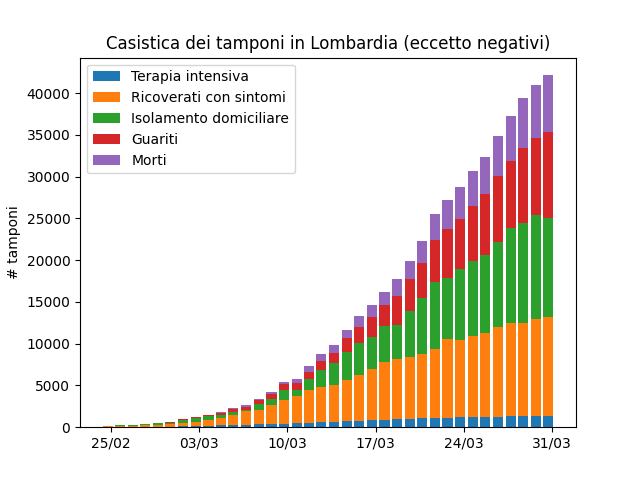 Casistica dei tamponi in Lombardia (eccetto negativi)
Terapia intensiva
Ricoverati con sintomi
Isolamento domiciliare
Guariti
Morti
# tamponi
40000
35000
30000
25000
20000
15000
10000
5000
0
25/02 03/03 10/03 17/03 24/03 31/03